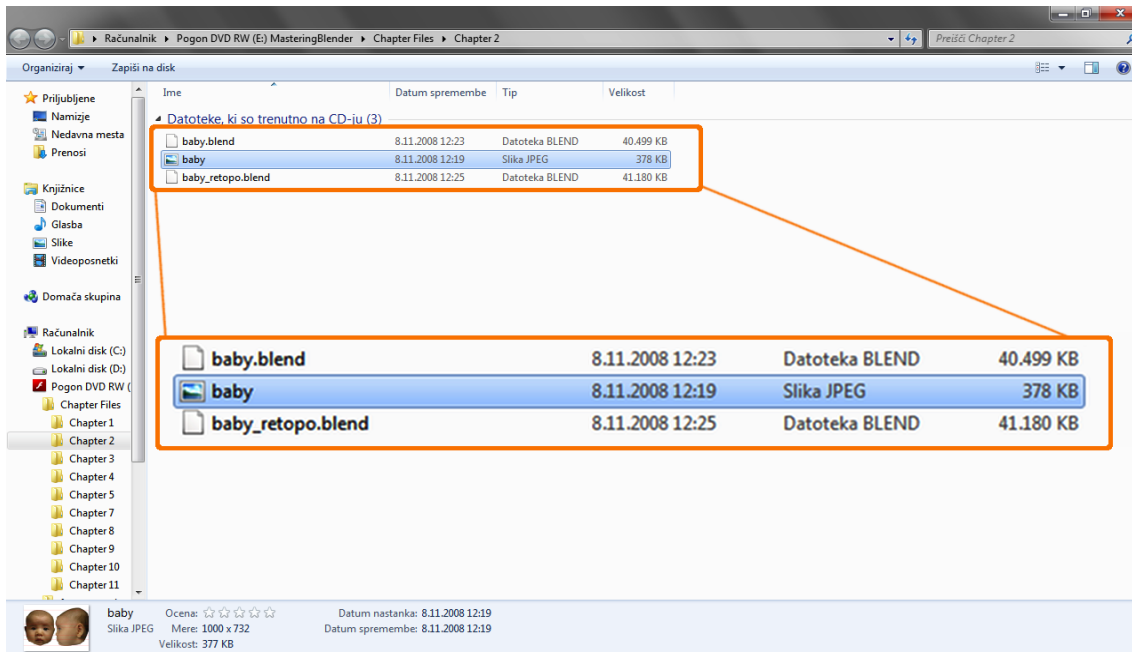 Računalnik ▸ Pogon DVD RW (E:) MasteringBlender ▸ Chapter Files ▸ Chapter 2
Preišči Chapter 2
Organiziraj Zapiši na disk
Priljubljene
Namizje
Nedavna mesta
Prenosi
Knjižnice
Dokumenti
Glasba
Slike
Videoposnetki
Domača skupina
Računalnik
Lokalni disk (C:)
Lokalni disk (D:)
Pogon DVD RW (
Chapter Files
Chapter 1
Chapter 2
Chapter 3
Chapter 4
Chapter 5
Chapter 7
Chapter 8
Chapter 9
Chapter 10
Chapter 11
Ime Datum spremembe Tip Velikost
Datoteke, ki so trenutno na CD-ju (3)
baby.blend 8.11.2008 12:23 Datoteka BLEND 40.499 KB
baby 8.11.2008 12:19 Slika JPEG 378 KB
baby_retopo.blend 8.11.2008 12:25 Datoteka BLEND 41.180 KB
baby.blend 8.11.2008 12:23 Datoteka BLEND 40.499 KB
baby 8.11.2008 12:19 Slika JPEG 378 KB
baby_retopo.blend 8.11.2008 12:25 Datoteka BLEND 41.180 KB
baby Ocena: Datum nastanka: 8.11.2008 12:19
Slika JPEG Mere: 1000 x 732 Datum spremembe: 8.11.2008 12:19
Velikost: 377 KB